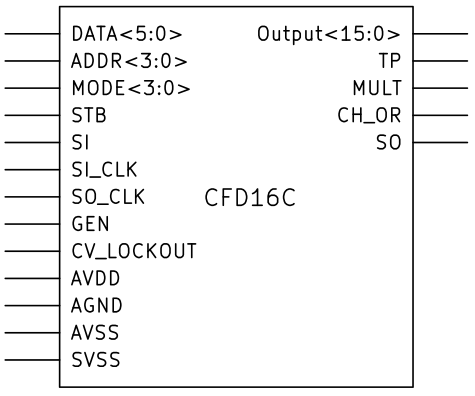 DATA<5:0>
ADDR<3:0>
MODE<3:0>
STB
SI
SI_CLK
SO_CLK
GEN
CV_LOCKOUT
AVDD
AGND
AVSS
SVSS
CFD16C
Output<15:0>
TP
MULT
CH_OR
SO